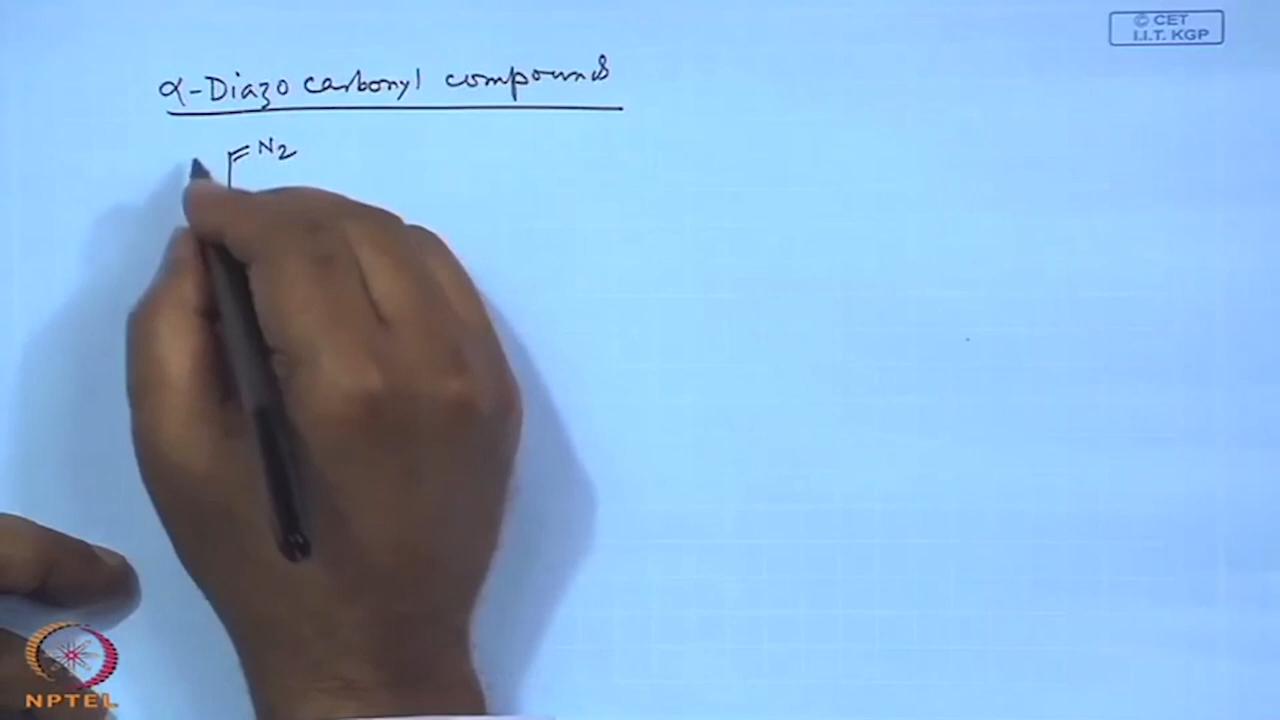 © CET
I.I.T. KGP
α-Diazo carbonyl compounds
=N2
NPTEL